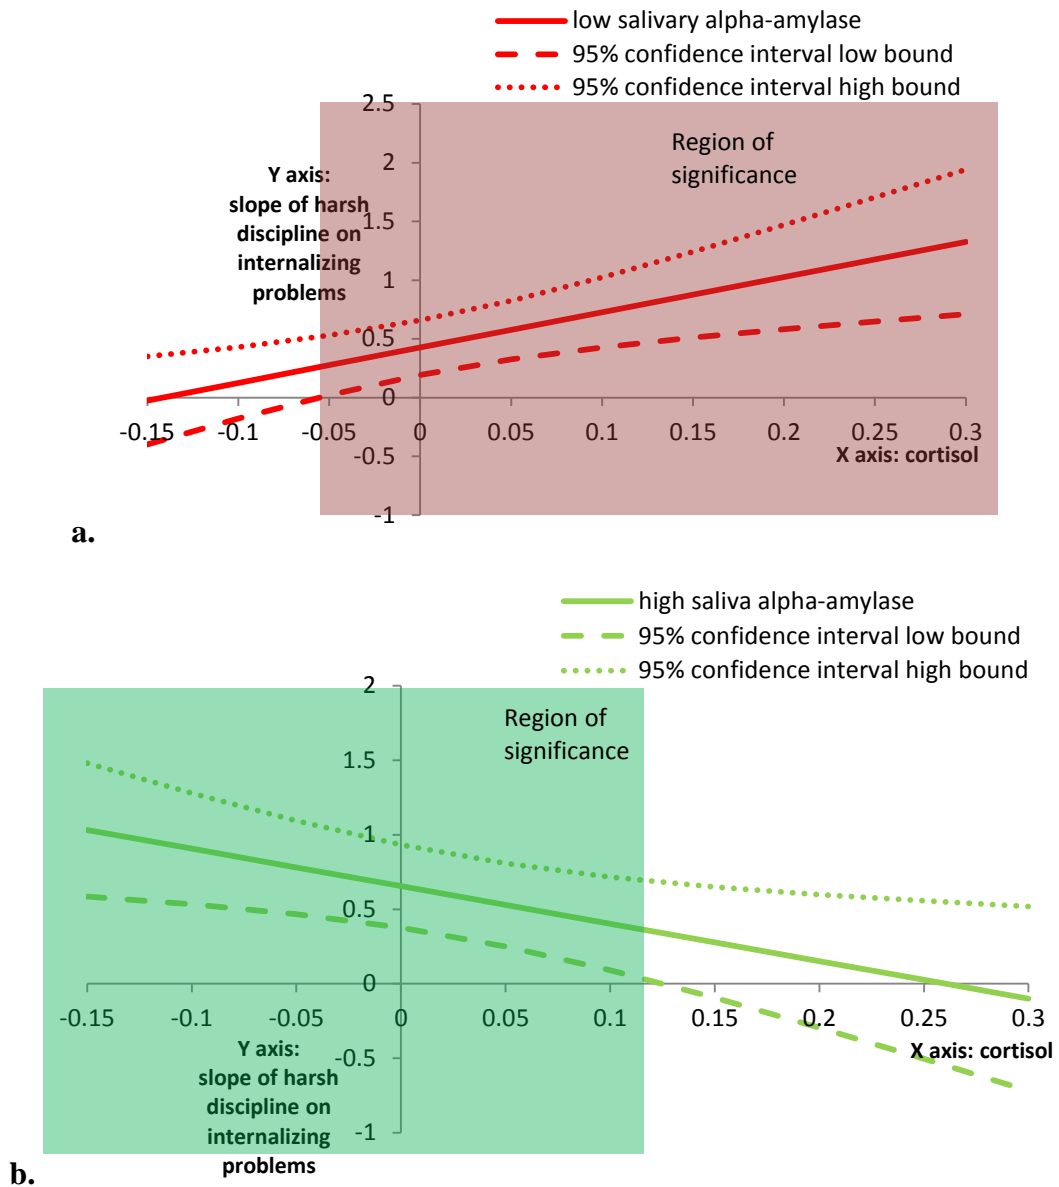 low salivary alpha-amylase
95% confidence interval low bound
95% confidence interval high bound
2.5
Region of
significance
2
Y axis:
slope of harsh
discipline on
internalizing
problems
1.5
1
0.5
0
-0.15 -0.1 -0.05 0 0.05 0.1 0.15 0.2 0.25 0.3
X axis: cortisol
-0.5
-1
a.
high saliva alpha-amylase
95% confidence interval low bound
95% confidence interval high bound
2
Region of
significance
1.5
1
0.5
0
-0.15 -0.1 -0.05 0 0.05 0.1 0.15 0.2 0.25 0.3
X axis: cortisol
Y axis:
slope of harsh
discipline on
internalizing
problems
-0.5
-1
b.